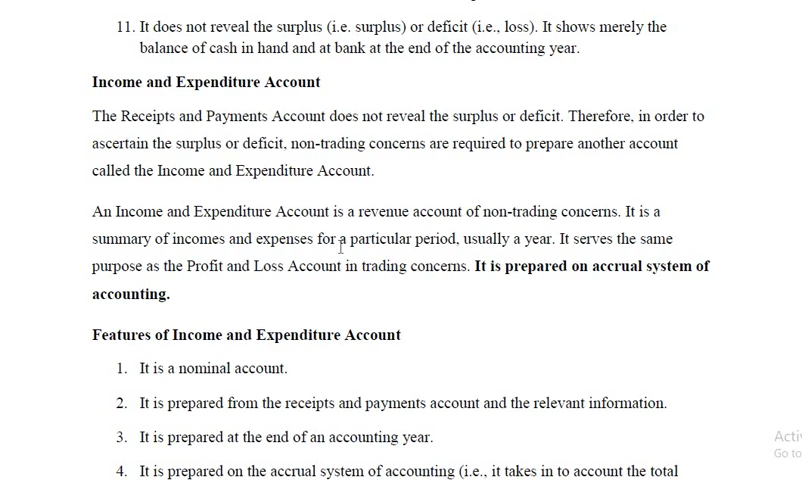 11. It does not reveal the surplus (i.e. surplus) or deficit (i.e., loss). It shows merely the
balance of cash in hand and at bank at the end of the accounting year.
Income and Expenditure Account
The Receipts and Payments Account does not reveal the surplus or deficit. Therefore, in order to
ascertain the surplus or deficit, non-trading concerns are required to prepare another account
called the Income and Expenditure Account.
An Income and Expenditure Account is a revenue account of non-trading concerns. It is a
summary of incomes and expenses for a particular period, usually a year. It serves the same
purpose as the Profit and Loss Account in trading concerns. It is prepared on accrual system of
accounting.
Features of Income and Expenditure Account
1. It is a nominal account.
2. It is prepared from the receipts and payments account and the relevant information.
3. It is prepared at the end of an accounting year.
4. It is prepared on the accrual system of accounting (i.e., it takes in to account the total
Go to